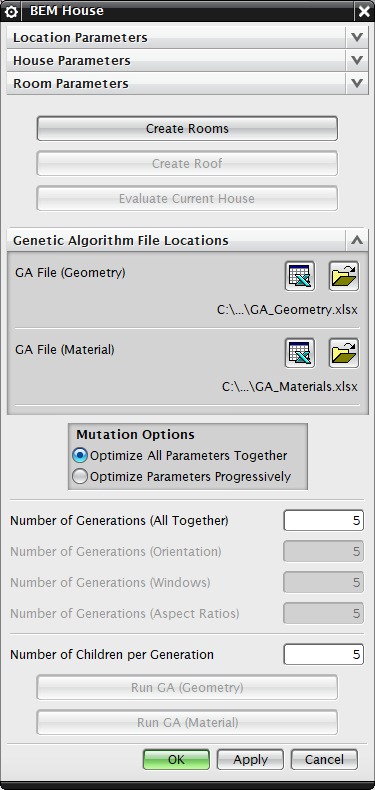 BEM House
Location Parameters
House Parameters
Room Parameters
Create Rooms
Create Roof
Evaluate Current House
Genetic Algorithm File Locations
GA File (Geometry)
C:\...\GA_Geometry.xlsx
GA File (Material)
C:\...\GA_Materials.xlsx
Mutation Options
Optimize All Parameters Together
Optimize Parameters Progressively
Number of Generations (All Together) 5
Number of Generations (Orientation) 5
Number of Generations (Windows) 5
Number of Generations (Aspect Ratios) 5
Number of Children per Generation 5
Run GA (Geometry)
Run GA (Material)
OK Apply Cancel